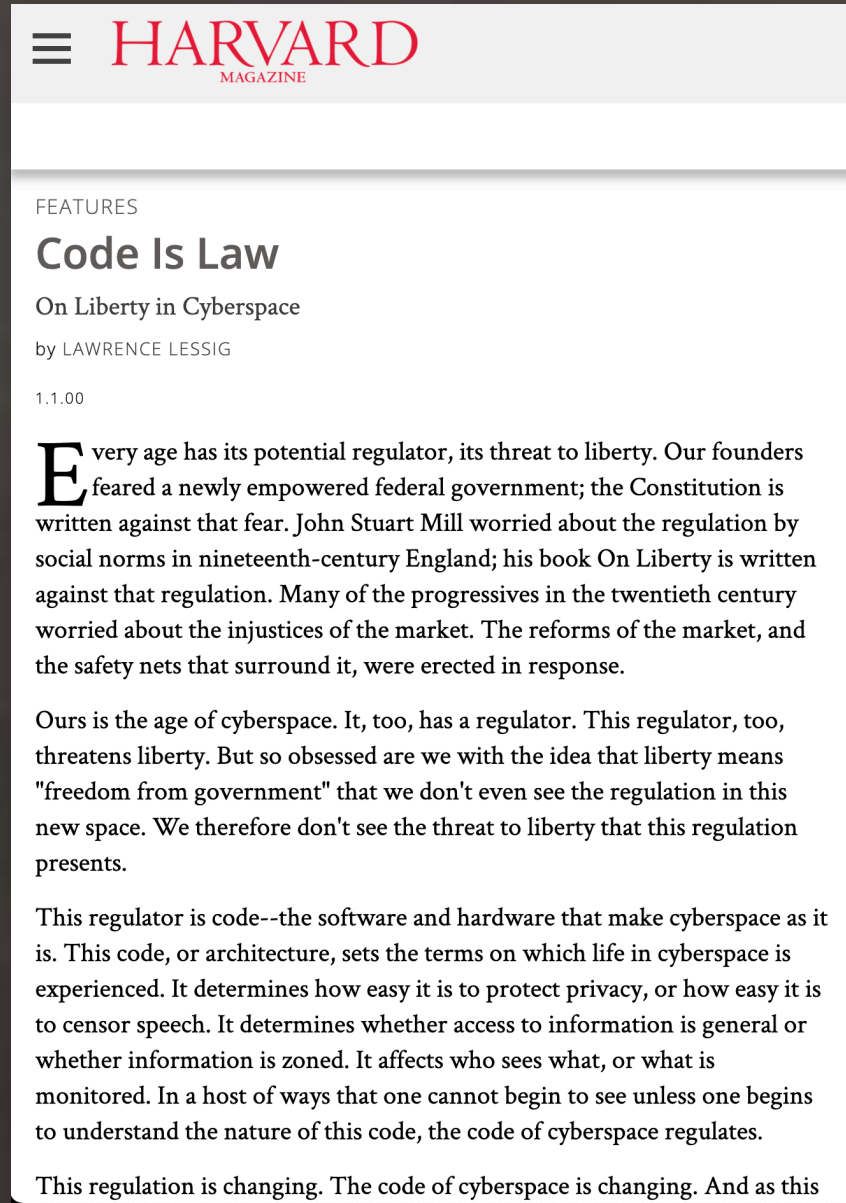 HARVARD
MAGAZINE
FEATURES
Code Is Law
On Liberty in Cyberspace
by LAWRENCE LESSIG
1.1.00
Every age has its potential regulator, its threat to liberty. Our founders
feared a newly empowered federal government; the Constitution is
written against that fear. John Stuart Mill worried about the regulation by
social norms in nineteenth-century England; his book On Liberty is written
against that regulation. Many of the progressives in the twentieth century
worried about the injustices of the market. The reforms of the market, and
the safety nets that surround it, were erected in response.
Ours is the age of cyberspace. It, too, has a regulator. This regulator, too,
threatens liberty. But so obsessed are we with the idea that liberty means
"freedom from government" that we don't even see the regulation in this
new space. We therefore don't see the threat to liberty that this regulation
presents.
This regulator is code--the software and hardware that make cyberspace as it
is. This code, or architecture, sets the terms on which life in cyberspace is
experienced. It determines how easy it is to protect privacy, or how easy it is
to censor speech. It determines whether access to information is general or
whether information is zoned. It affects who sees what, or what is
monitored. In a host of ways that one cannot begin to see unless one begins
to understand the nature of this code, the code of cyberspace regulates.
This regulation is changing. The code of cyberspace is changing. And as this